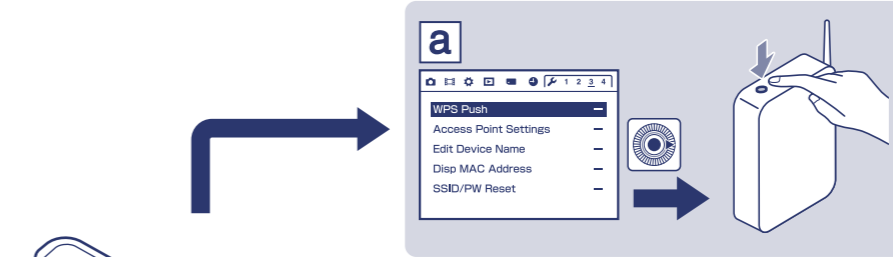 a
1 2 3 4
WPS Push –
Access Point Settings –
Edit Device Name –
Disp MAC Address –
SSID/PW Reset –